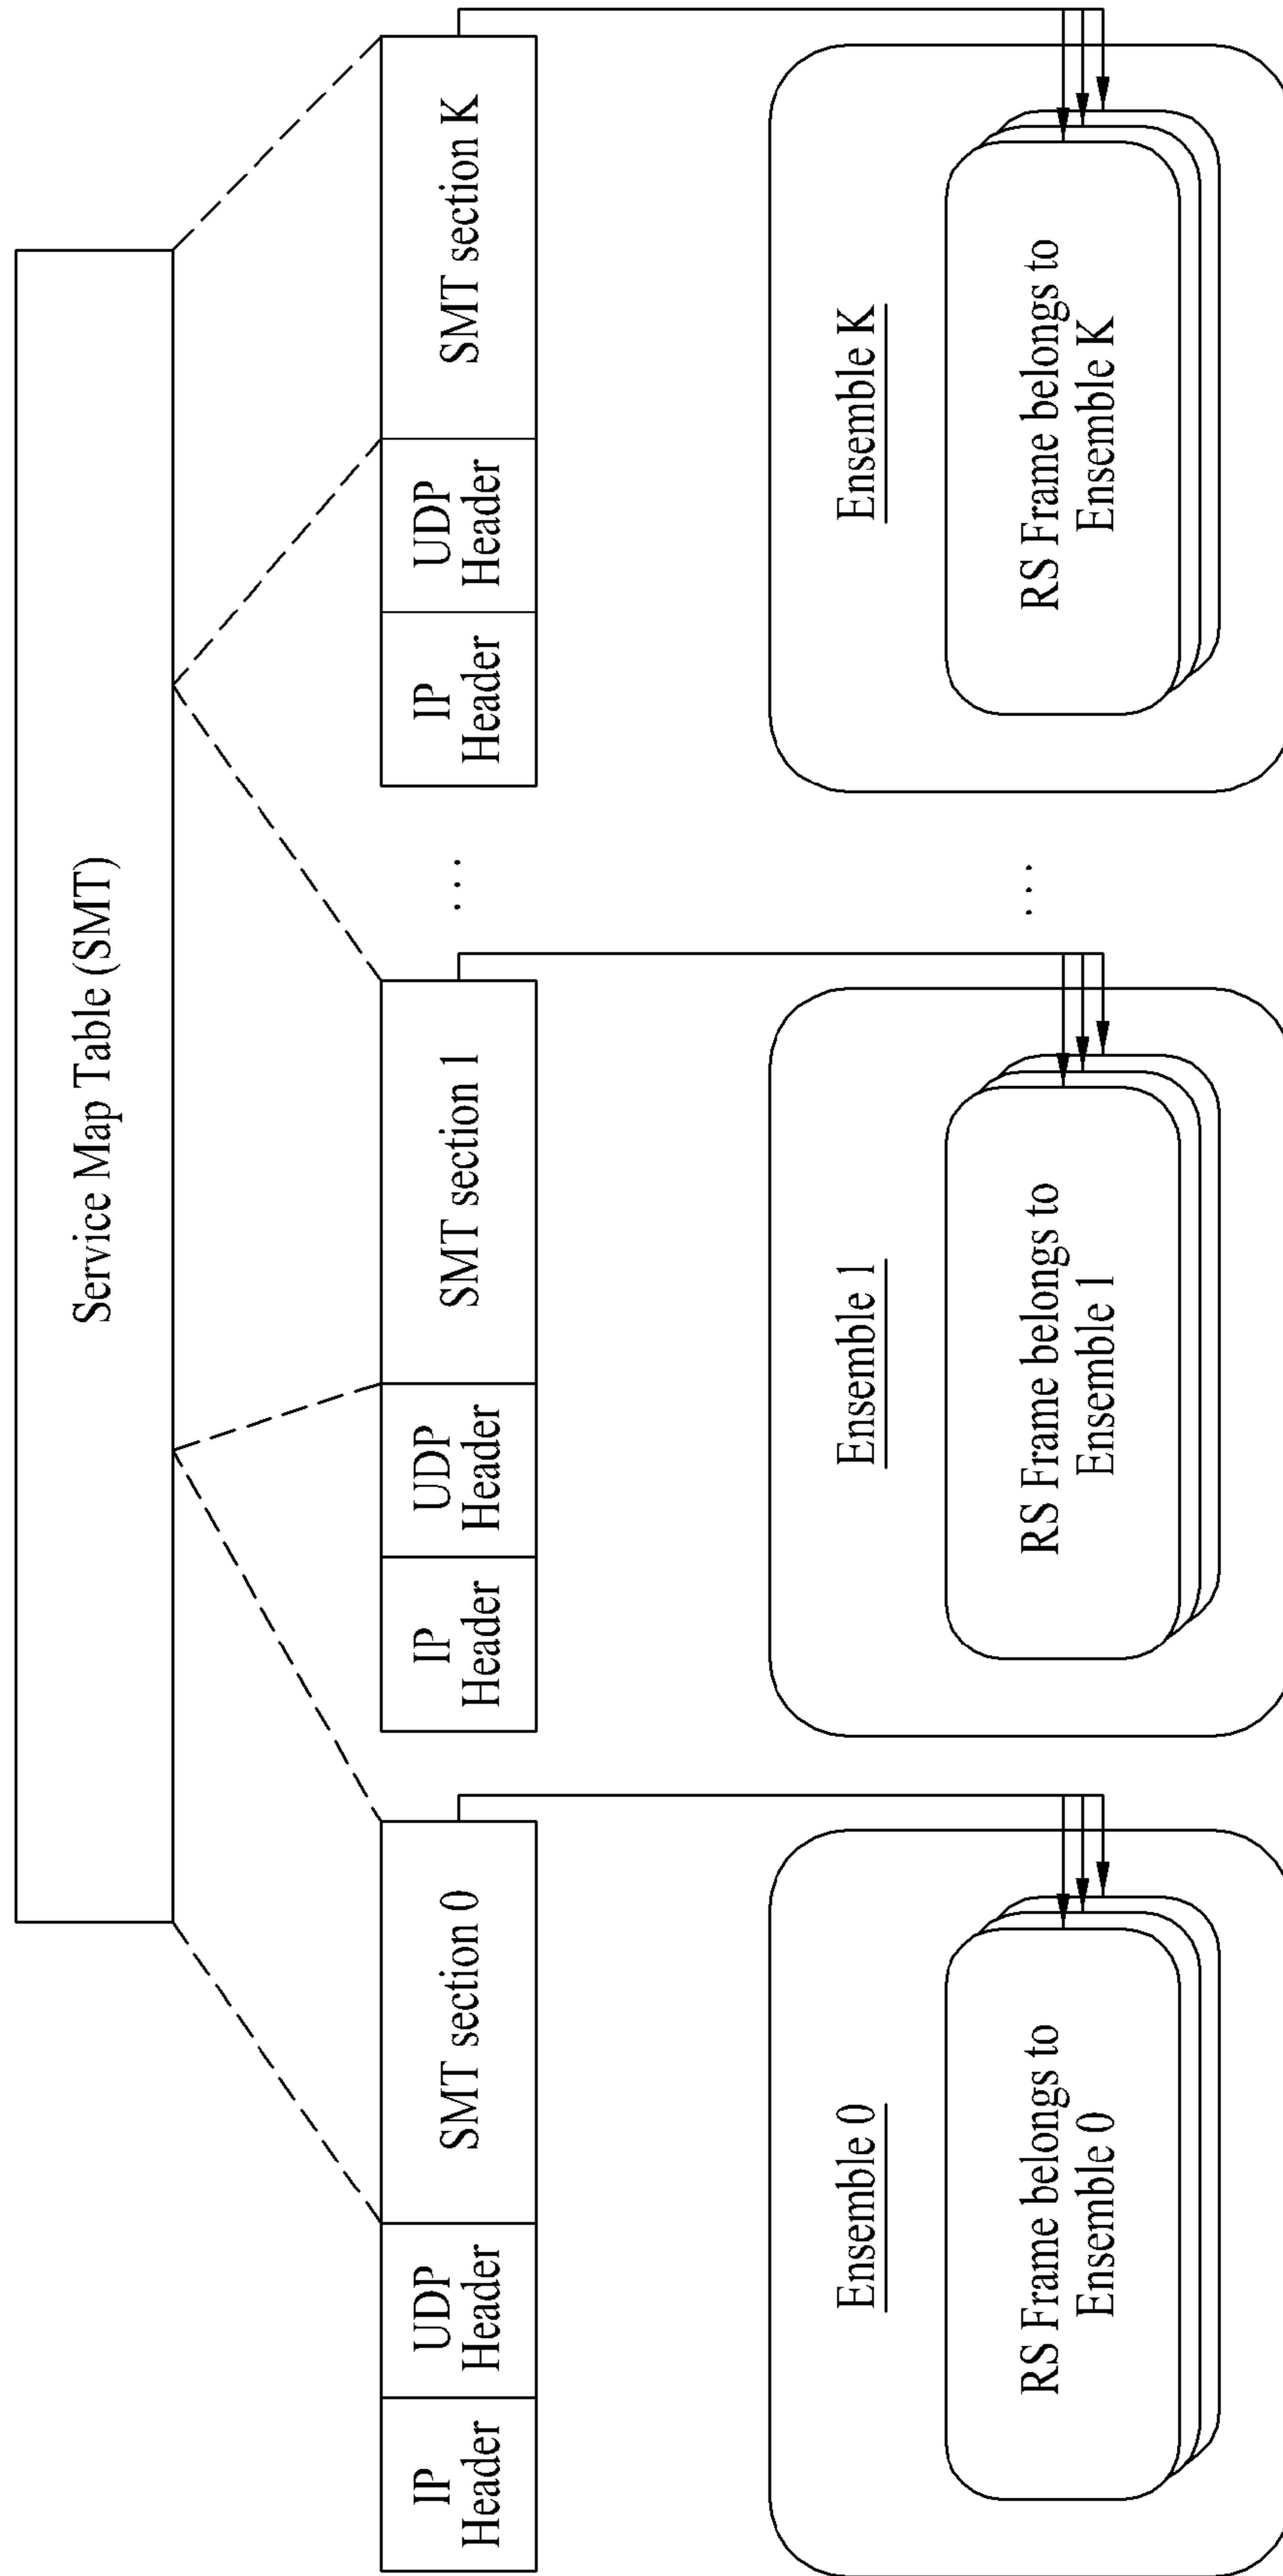 Service Map Table (SMT)
IP
Header
UDP
Header
SMT section 0
IP
Header
UDP
Header
SMT section 1
...
IP
Header
UDP
Header
SMT section K
Ensemble 0
RS Frame belongs to
Ensemble 0
Ensemble 1
RS Frame belongs to
Ensemble 1
...
Ensemble K
RS Frame belongs to
Ensemble K